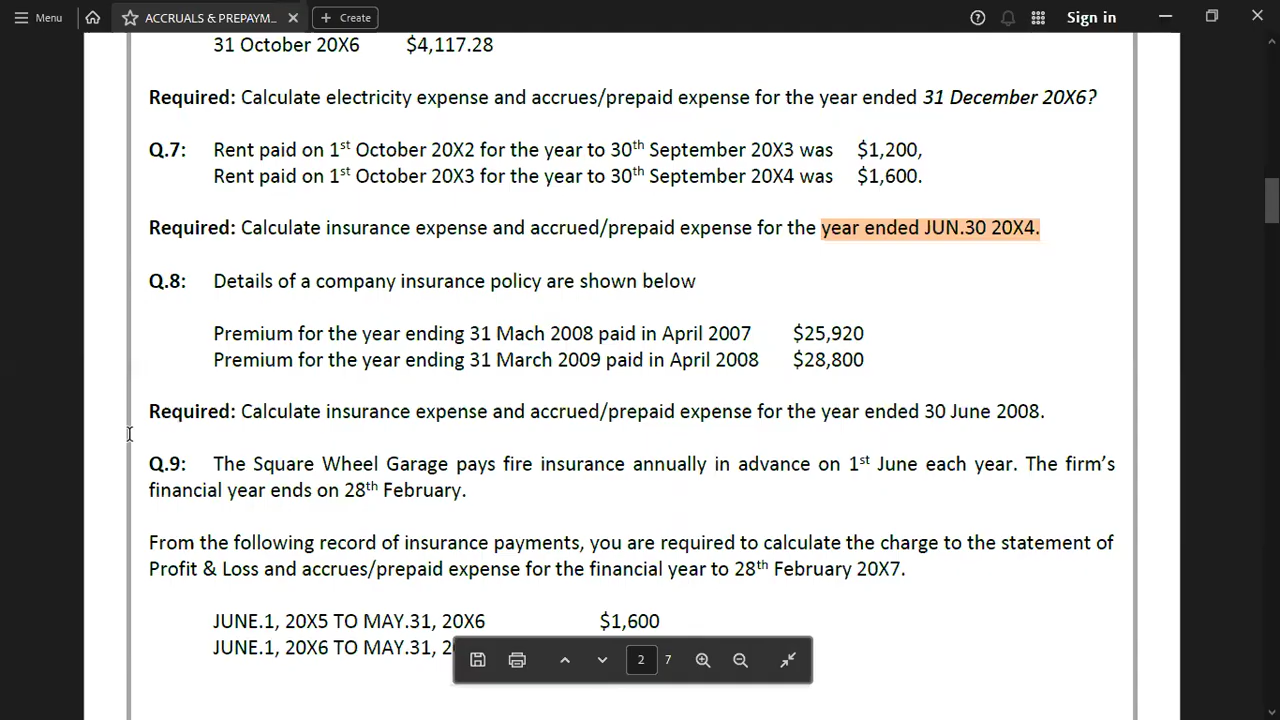 Menu
ACCRUALS & PREPAYM...
Create
Sign in
31 October 20X6 $4,117.28
Required: Calculate electricity expense and accrues/prepaid expense for the year ended 31 December 20X6?
Q.7: Rent paid on 1st October 20X2 for the year to 30th September 20X3 was $1,200,
Rent paid on 1st October 20X3 for the year to 30th September 20X4 was $1,600.
Required: Calculate insurance expense and accrued/prepaid expense for the year ended JUN.30 20X4.
Q.8: Details of a company insurance policy are shown below
Premium for the year ending 31 Mach 2008 paid in April 2007 $25,920
Premium for the year ending 31 March 2009 paid in April 2008 $28,800
Required: Calculate insurance expense and accrued/prepaid expense for the year ended 30 June 2008.
Q.9: The Square Wheel Garage pays fire insurance annually in advance on 1st June each year. The firm's
financial year ends on 28th February.
From the following record of insurance payments, you are required to calculate the charge to the statement of
Profit & Loss and accrues/prepaid expense for the financial year to 28th February 20X7.
JUNE.1, 20X5 TO MAY.31, 20X6 $1,600
JUNE.1, 20X6 TO MAY.31, 2
2 7